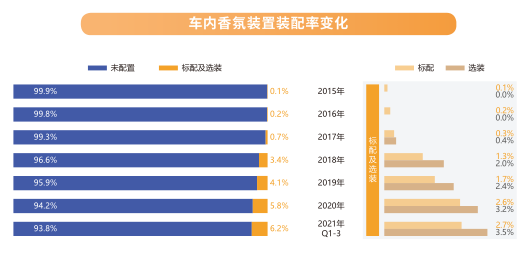 车内香氛装置装配率变化
未配置 标配及选装 标配 选装
99.9% 0.1% 2015年 0.1%
0.0%
99.8% 0.2% 2016年 0.2%
0.0%
99.3% 0.7% 2017年 0.3%
0.4%
96.6% 3.4% 2018年 1.3%
2.0%
95.9% 4.1% 2019年 1.7%
2.4%
94.2% 5.8% 2020年 2.6%
3.2%
93.8% 6.2% 2021年 2.7%
Q1-3 3.5%
标配及选装